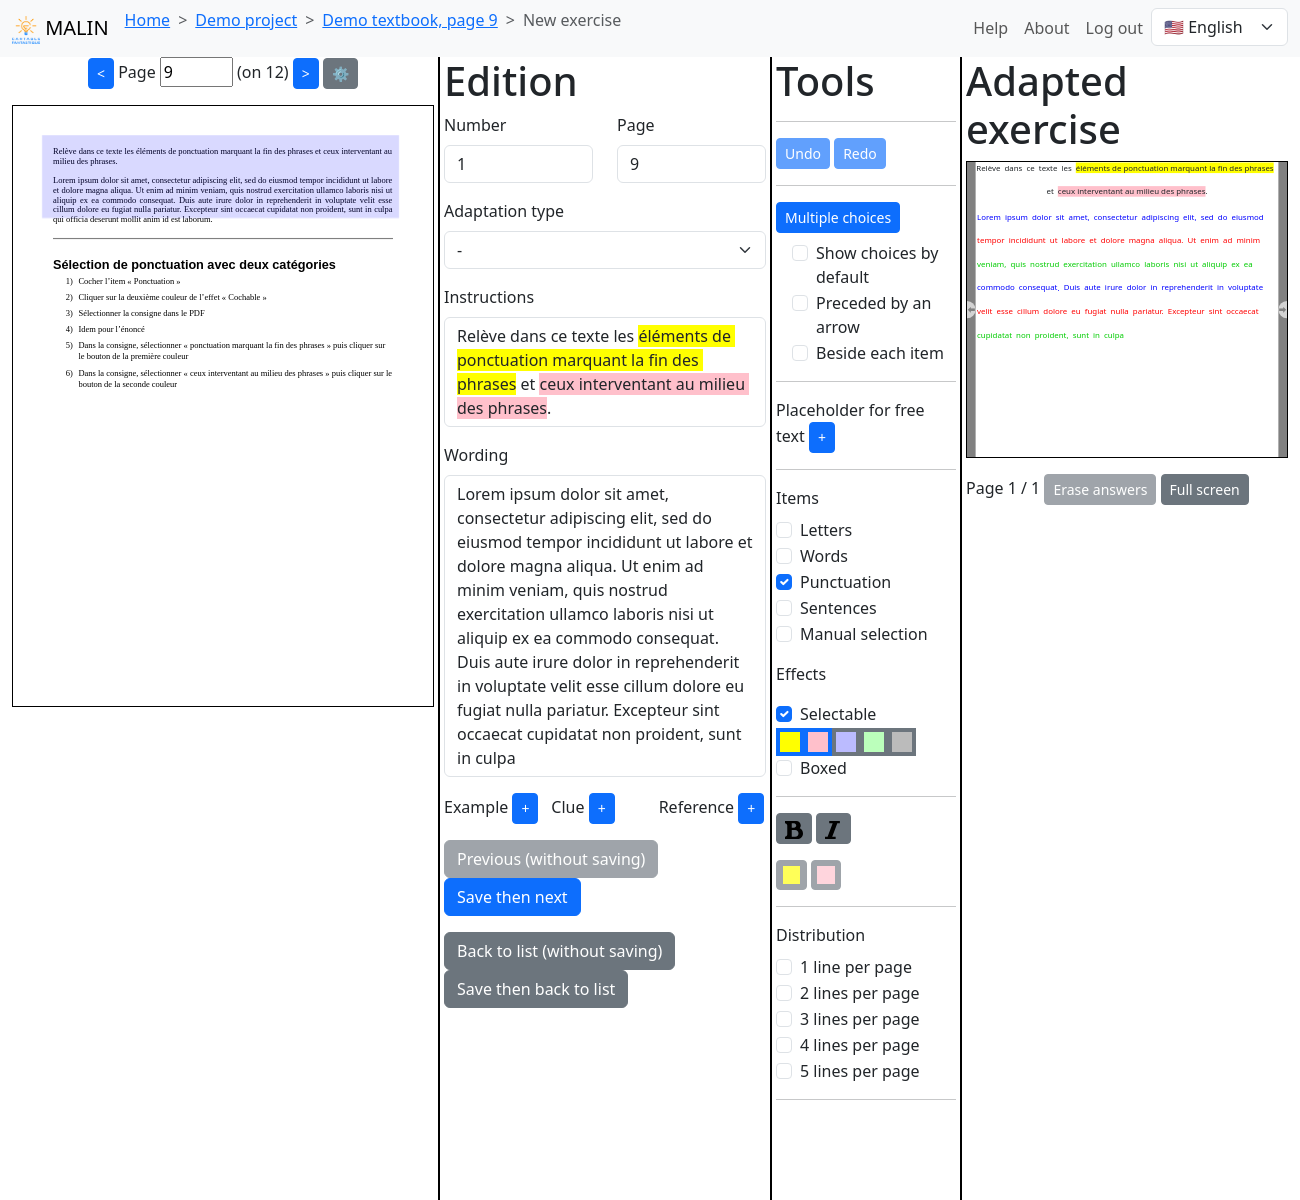 MALIN
Home > Demo project > Demo textbook, page 9 > New exercise
Help About Log out 🇺🇸 English
< Page 9 (on 12) > ⚙️
Relève dans ce texte les éléments de ponctuation marquant la fin des phrases et ceux interventant au
milieu des phrases.
Lorem ipsum dolor sit amet, consectetur adipiscing elit, sed do eiusmod tempor incididunt ut labore
et dolore magna aliqua. Ut enim ad minim veniam, quis nostrud exercitation ullamco laboris nisi ut
aliquip ex ea commodo consequat. Duis aute irure dolor in reprehenderit in voluptate velit esse
cillum dolore eu fugiat nulla pariatur. Excepteur sint occaecat cupidatat non proident, sunt in culpa
qui officia deserunt mollit anim id est laborum.
Sélection de ponctuation avec deux catégories
1) Cocher l'item « Ponctuation »
2) Cliquer sur la deuxième couleur de l'effet « Cochable »
3) Sélectionner la consigne dans le PDF
4) Idem pour l'énoncé
5) Dans la consigne, sélectionner « ponctuation marquant la fin des phrases » puis cliquer sur
le bouton de la première couleur
6) Dans la consigne, sélectionner « ceux interventant au milieu des phrases » puis cliquer sur le
bouton de la seconde couleur
Edition
Number Page
1 9
Adaptation type
-
Instructions
Relève dans ce texte les éléments de
ponctuation marquant la fin des
phrases et ceux interventant au milieu
des phrases.
Wording
Lorem ipsum dolor sit amet,
consectetur adipiscing elit, sed do
eiusmod tempor incididunt ut labore et
dolore magna aliqua. Ut enim ad
minim veniam, quis nostrud
exercitation ullamco laboris nisi ut
aliquip ex ea commodo consequat.
Duis aute irure dolor in reprehenderit
in voluptate velit esse cillum dolore eu
fugiat nulla pariatur. Excepteur sint
occaecat cupidatat non proident, sunt
in culpa
Example + Clue + Reference +
Previous (without saving)
Save then next
Back to list (without saving)
Save then back to list
Tools
Undo Redo
Multiple choices
Show choices by
default
Preceded by an
arrow
Beside each item
Placeholder for free
text +
Items
Letters
Words
Punctuation
Sentences
Manual selection
Effects
Selectable
Boxed
B I
Distribution
1 line per page
2 lines per page
3 lines per page
4 lines per page
5 lines per page
Adapted
exercise
Relève dans ce texte les éléments de ponctuation marquant la fin des phrases
et ceux interventant au milieu des phrases.
Lorem ipsum dolor sit amet, consectetur adipiscing elit, sed do eiusmod
tempor incididunt ut labore et dolore magna aliqua. Ut enim ad minim
veniam, quis nostrud exercitation ullamco laboris nisi ut aliquip ex ea
commodo consequat. Duis aute irure dolor in reprehenderit in voluptate
velit esse cillum dolore eu fugiat nulla pariatur. Excepteur sint occaecat
cupidatat non proident, sunt in culpa
Page 1 / 1 Erase answers Full screen